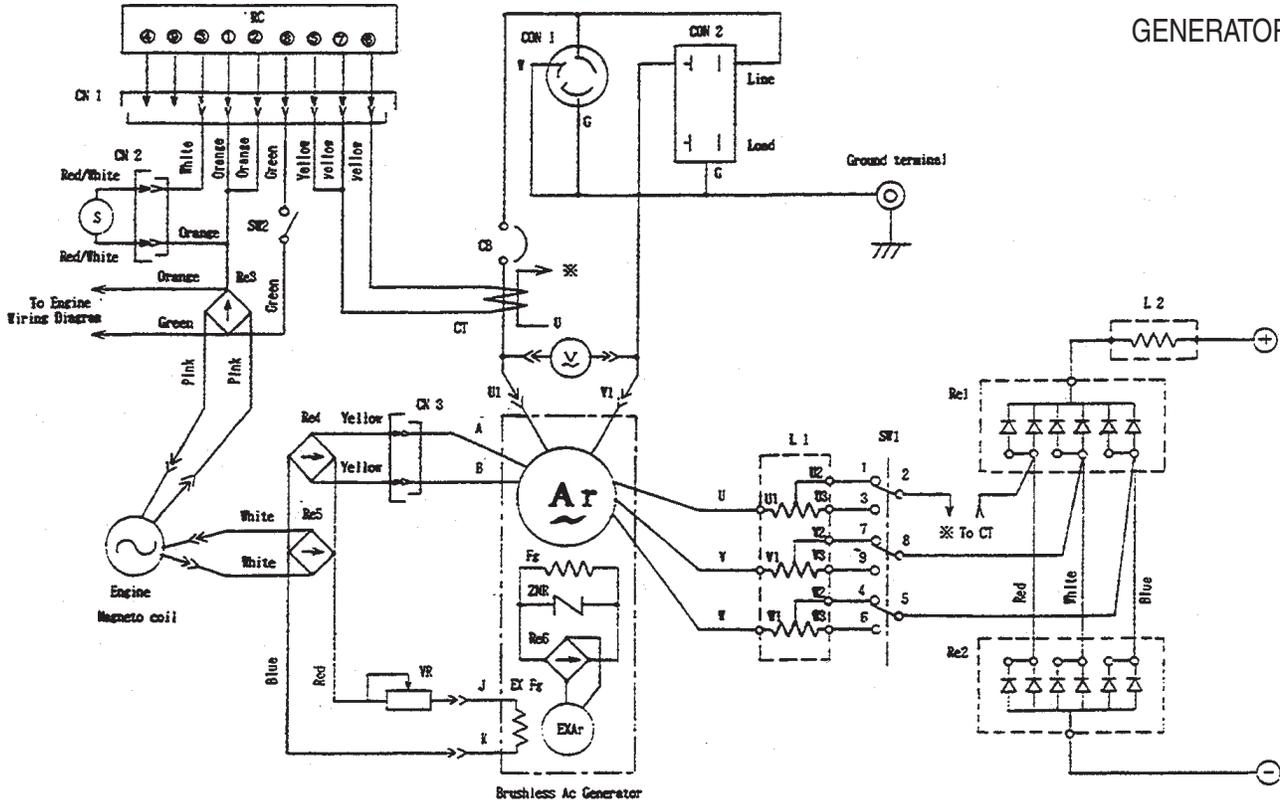 GENERATOR
RC
CN 1
White
Orange
Orange
Green
Yellow
yellow
yellow
CN 2
Red/White
S
Red/White
Orange
SW2
Orange
Re3
Green
To Engine
Wiring Diagram
Green
Pink
Pink
CON 1
W
G
CON 2
Line
Load
G
Ground terminal
CB
※
U
CT
V
U1
V1
L 2
+
Re1
Re4
Yellow
CN 3
A
Yellow
B
Ar
L 1
SW1
U
U1
U2
U3
1
2
3
※ To CT
V
V1
V2
V3
7
8
9
W
W1
W2
W3
4
5
6
Red
White
Blue
White
Re5
White
Engine
Magneto coil
Fg
ZNR
Re6
EX Fg
EXAr
Blue
Red
VR
J
K
Re2
−
Brushless Ac Generator